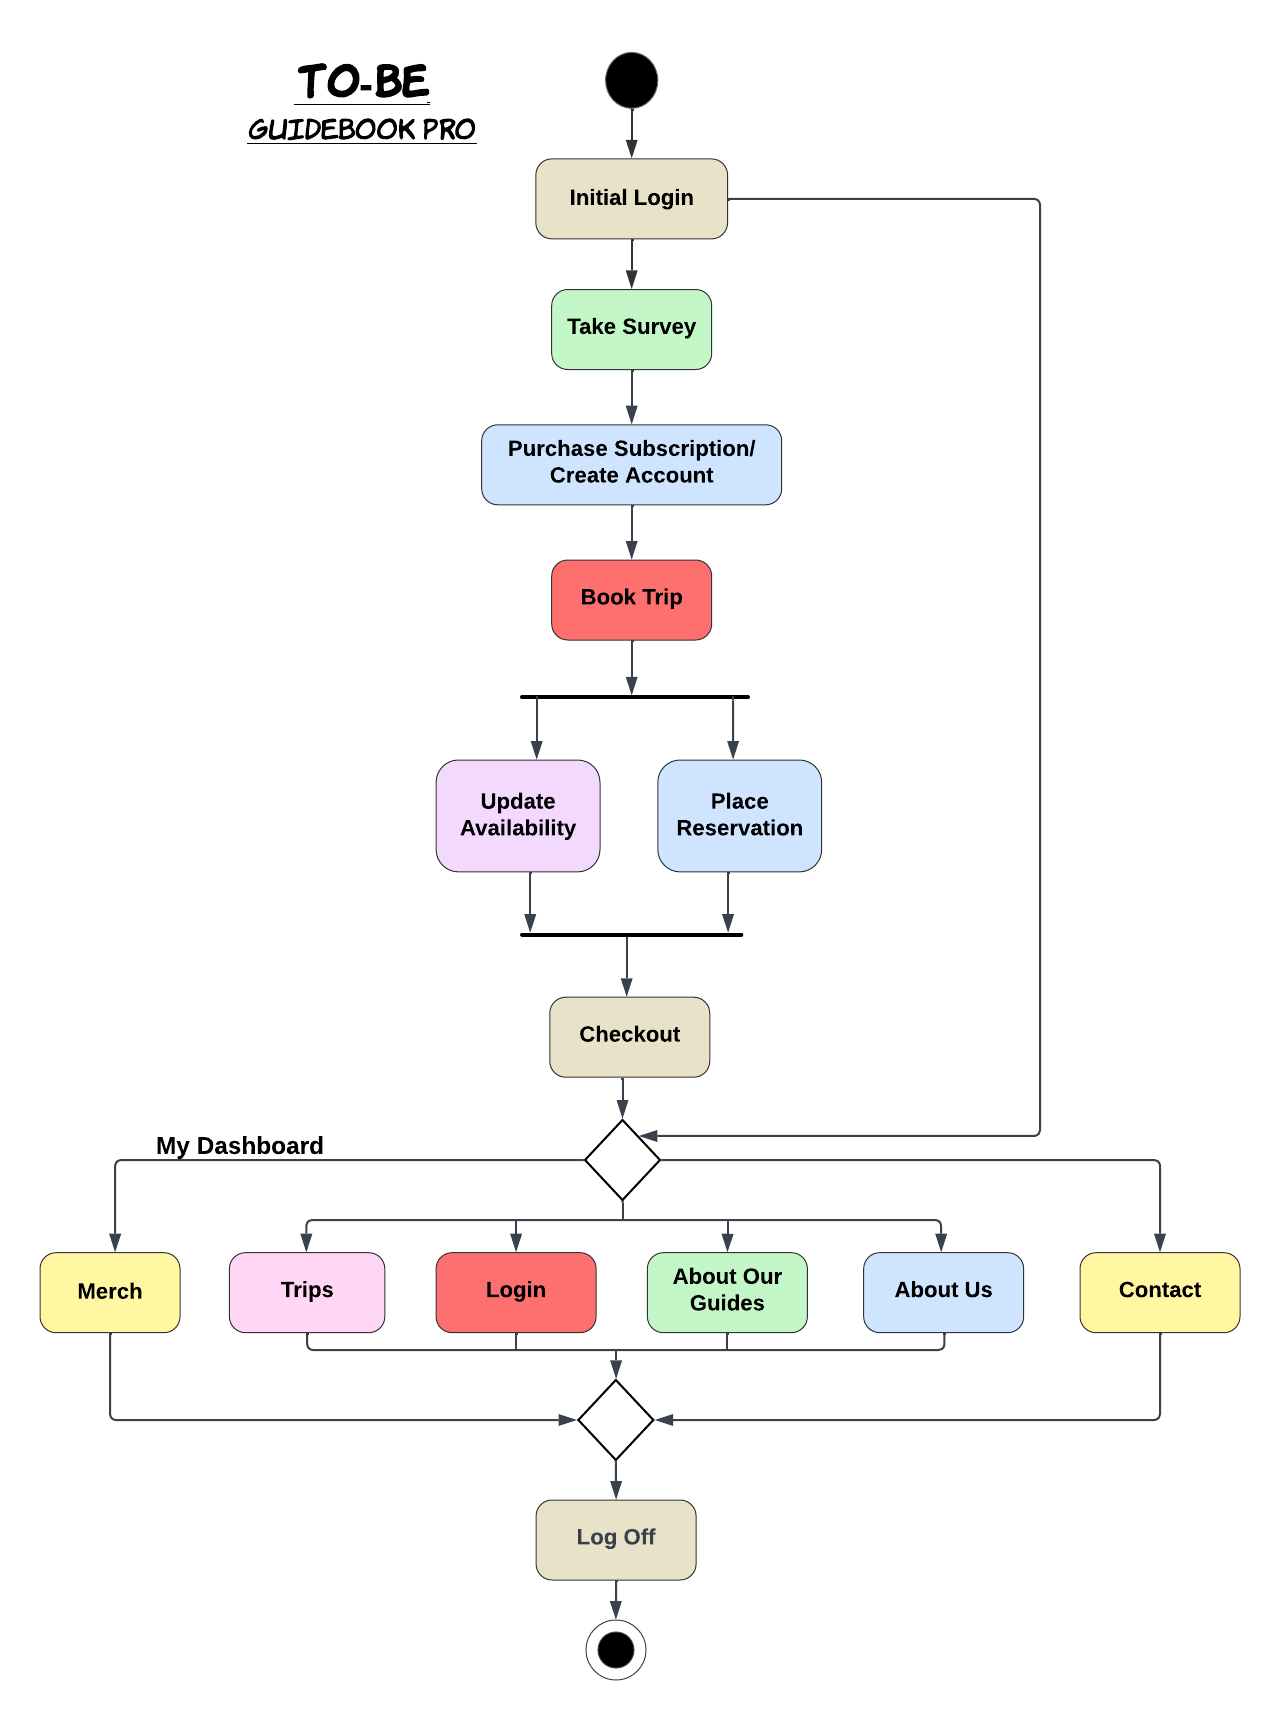 TO-BE
GUIDEBOOK PRO
Initial Login
Take Survey
Purchase Subscription/
Create Account
Book Trip
Update
Availability
Place
Reservation
Checkout
My Dashboard
Merch
Trips
Login
About Our
Guides
About Us
Contact
Log Off